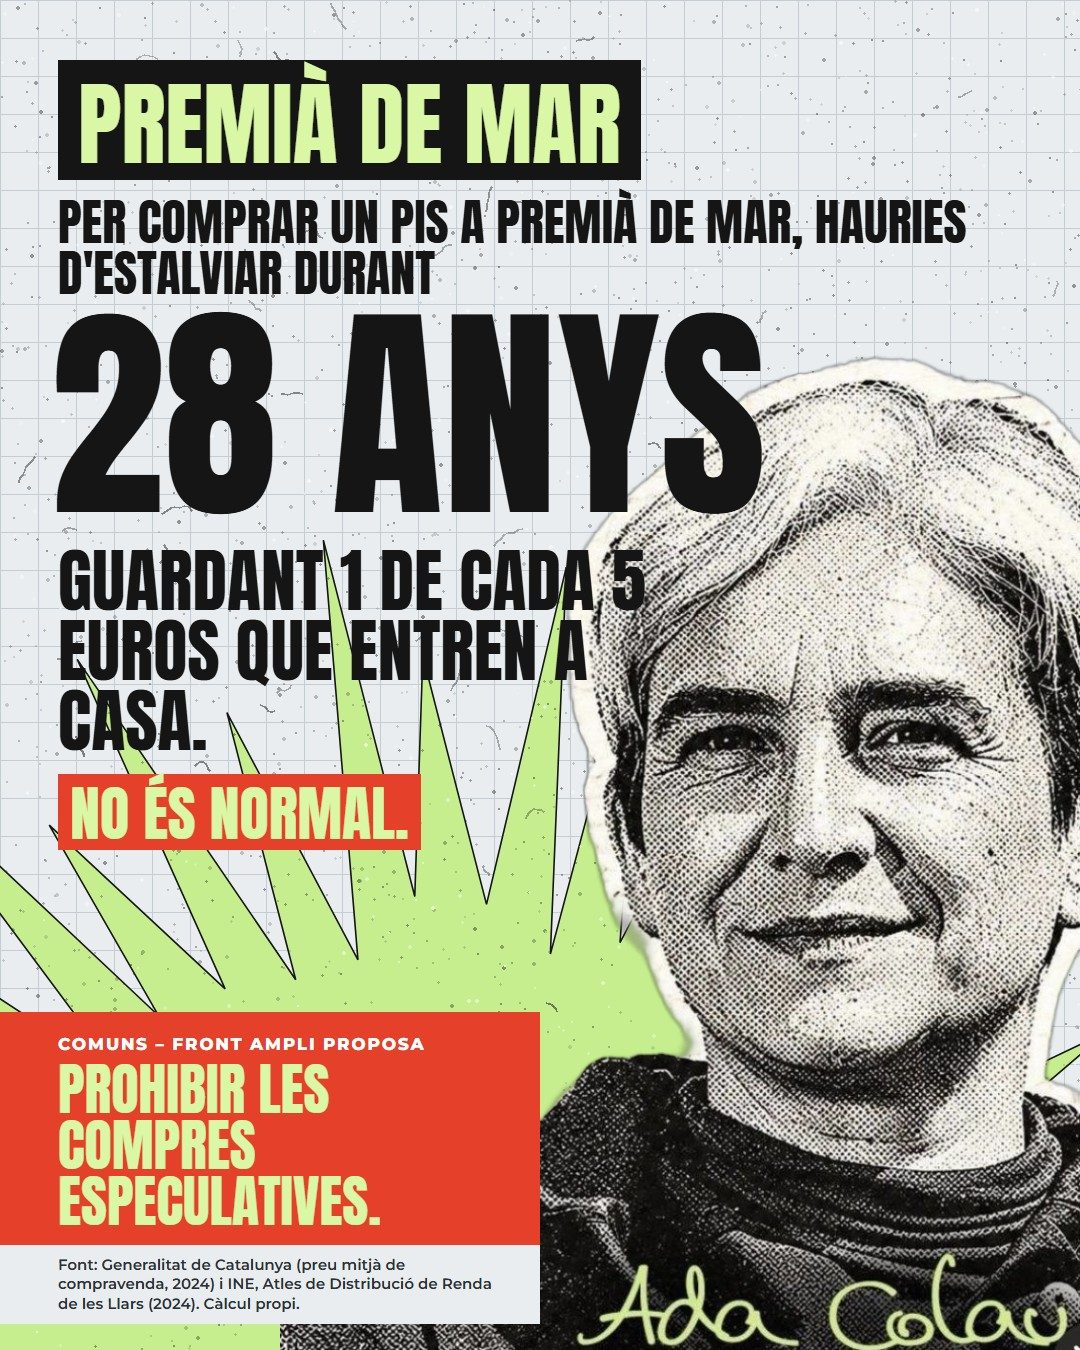 PREMIÀ DE MAR
PER COMPRAR UN PIS A PREMIÀ DE MAR, HAURIES
D'ESTALVIAR DURANT
28 ANYS
GUARDANT 1 DE CADA 5
EUROS QUE ENTREN A
CASA.
NO ÉS NORMAL.
COMUNS – FRONT AMPLI PROPOSA
PROHIBIR LES
COMPRES
ESPECULATIVES.
Font: Generalitat de Catalunya (preu mitjà de
compravenda, 2024) i INE, Atles de Distribució de Renda
de les Llars (2024). Càlcul propi.
Ada Colau